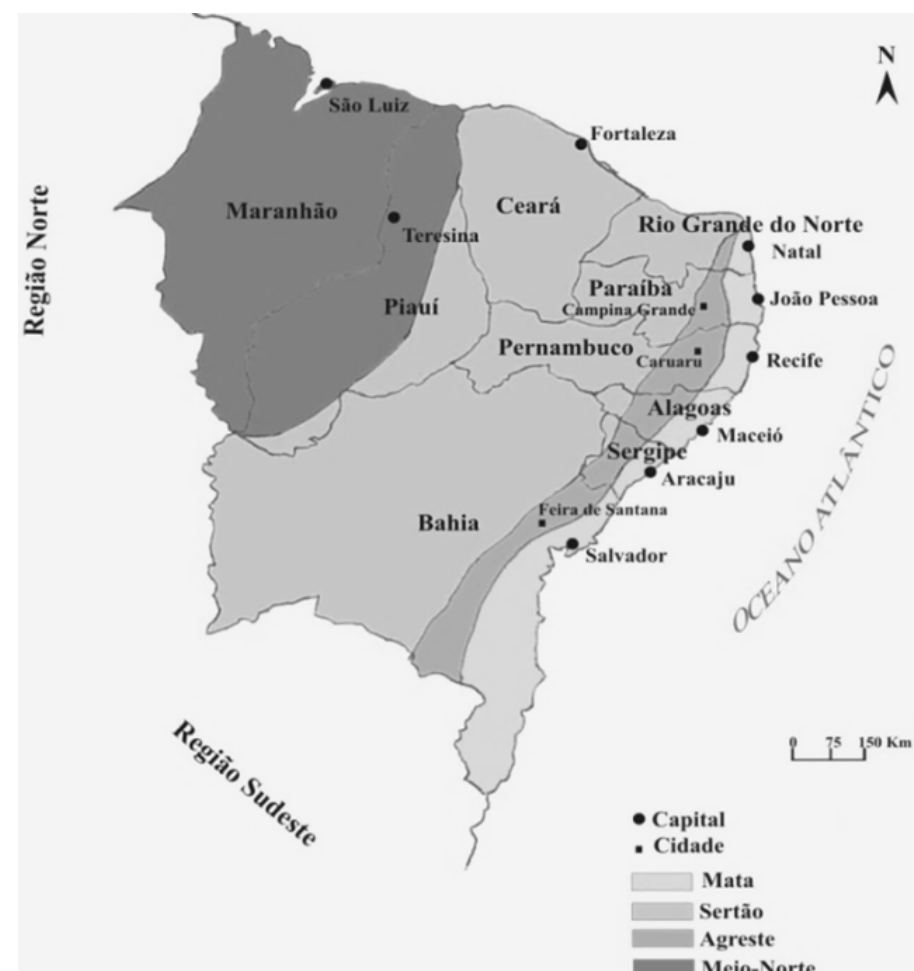 N
São Luiz
Fortaleza
Maranhão
Ceará
Teresina
Rio Grande do Norte
Natal
Região Norte
Piauí
Paraíba
Campina Grande
João Pessoa
Pernambuco
Caruaru
Recife
Alagoas
Maceió
Sergipe
Aracaju
Feira de Santana
Bahia
Salvador
OCEANO ATLÂNTICO
Região Sudeste
0 75 150 Km
Capital
Cidade
Mata
Sertão
Agreste
Meio-Norte